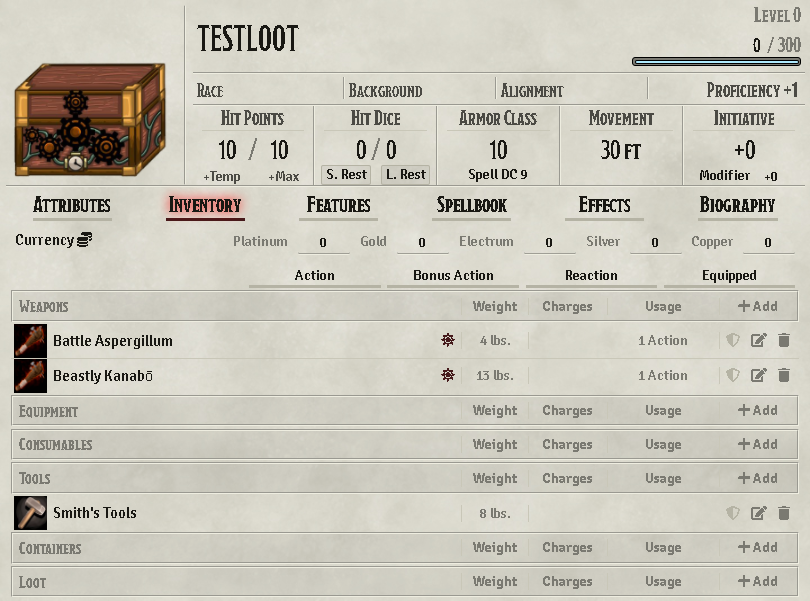 TESTLOOT
Level 0
0 / 300
Race Background Alignment Proficiency +1
Hit Points Hit Dice Armor Class Movement Initiative
10 / 10 0 / 0 10 30 ft +0
+Temp +Max S. Rest L. Rest Spell DC 9 Modifier +0
Attributes Inventory Features Spellbook Effects Biography
Currency Platinum 0 Gold 0 Electrum 0 Silver 0 Copper 0
Action Bonus Action Reaction Equipped
Weapons Weight Charges Usage +Add
Battle Aspergillum 4 lbs. 1 Action
Beastly Kanabō 13 lbs. 1 Action
Equipment Weight Charges Usage +Add
Consumables Weight Charges Usage +Add
Tools Weight Charges Usage +Add
Smith's Tools 8 lbs.
Containers Weight Charges Usage +Add
Loot Weight Charges Usage +Add